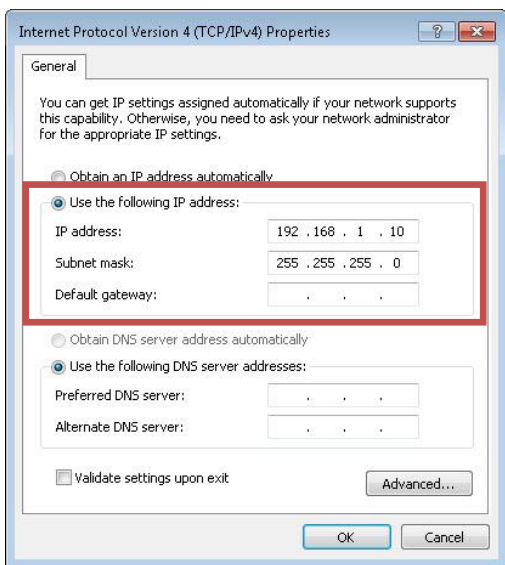 Internet Protocol Version 4 (TCP/IPv4) Properties
General
You can get IP settings assigned automatically if your network supports
this capability. Otherwise, you need to ask your network administrator
for the appropriate IP settings.
Obtain an IP address automatically
Use the following IP address:
IP address: 192 . 168 . 1 . 10
Subnet mask: 255 . 255 . 255 . 0
Default gateway: . . .
Obtain DNS server address automatically
Use the following DNS server addresses:
Preferred DNS server: . . .
Alternate DNS server: . . .
Validate settings upon exit
Advanced...
OK Cancel